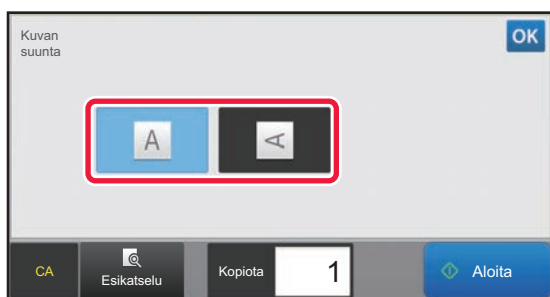 Kuvan
suunta
OK
A
A
CA
Esikatselu
Kopiota
1
Aloita